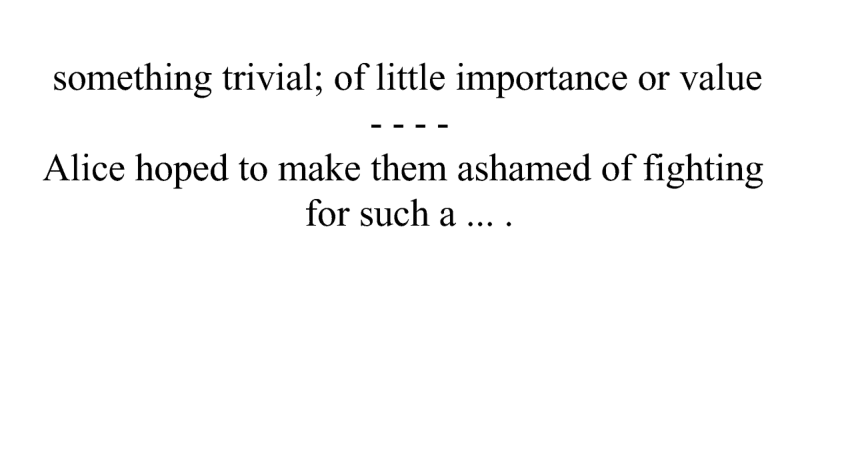 something trivial; of little importance or value
- - - -
Alice hoped to make them ashamed of fighting
for such a ... .